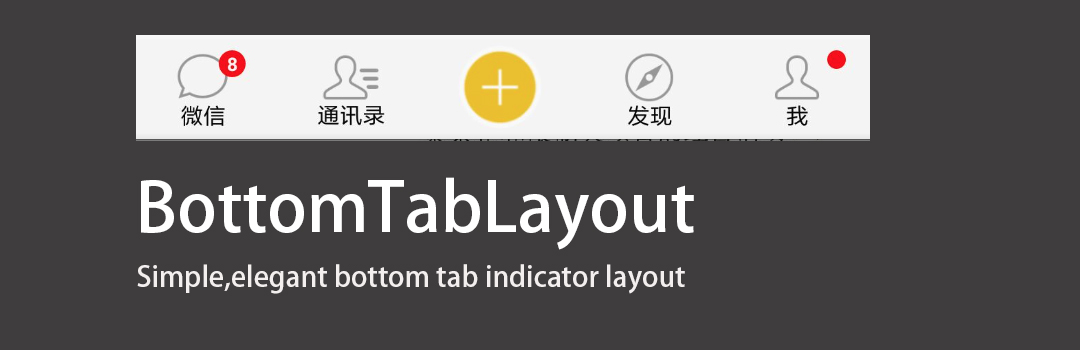 8
微信 通讯录 发现 我
BottomTabLayout
Simple,elegant bottom tab indicator layout